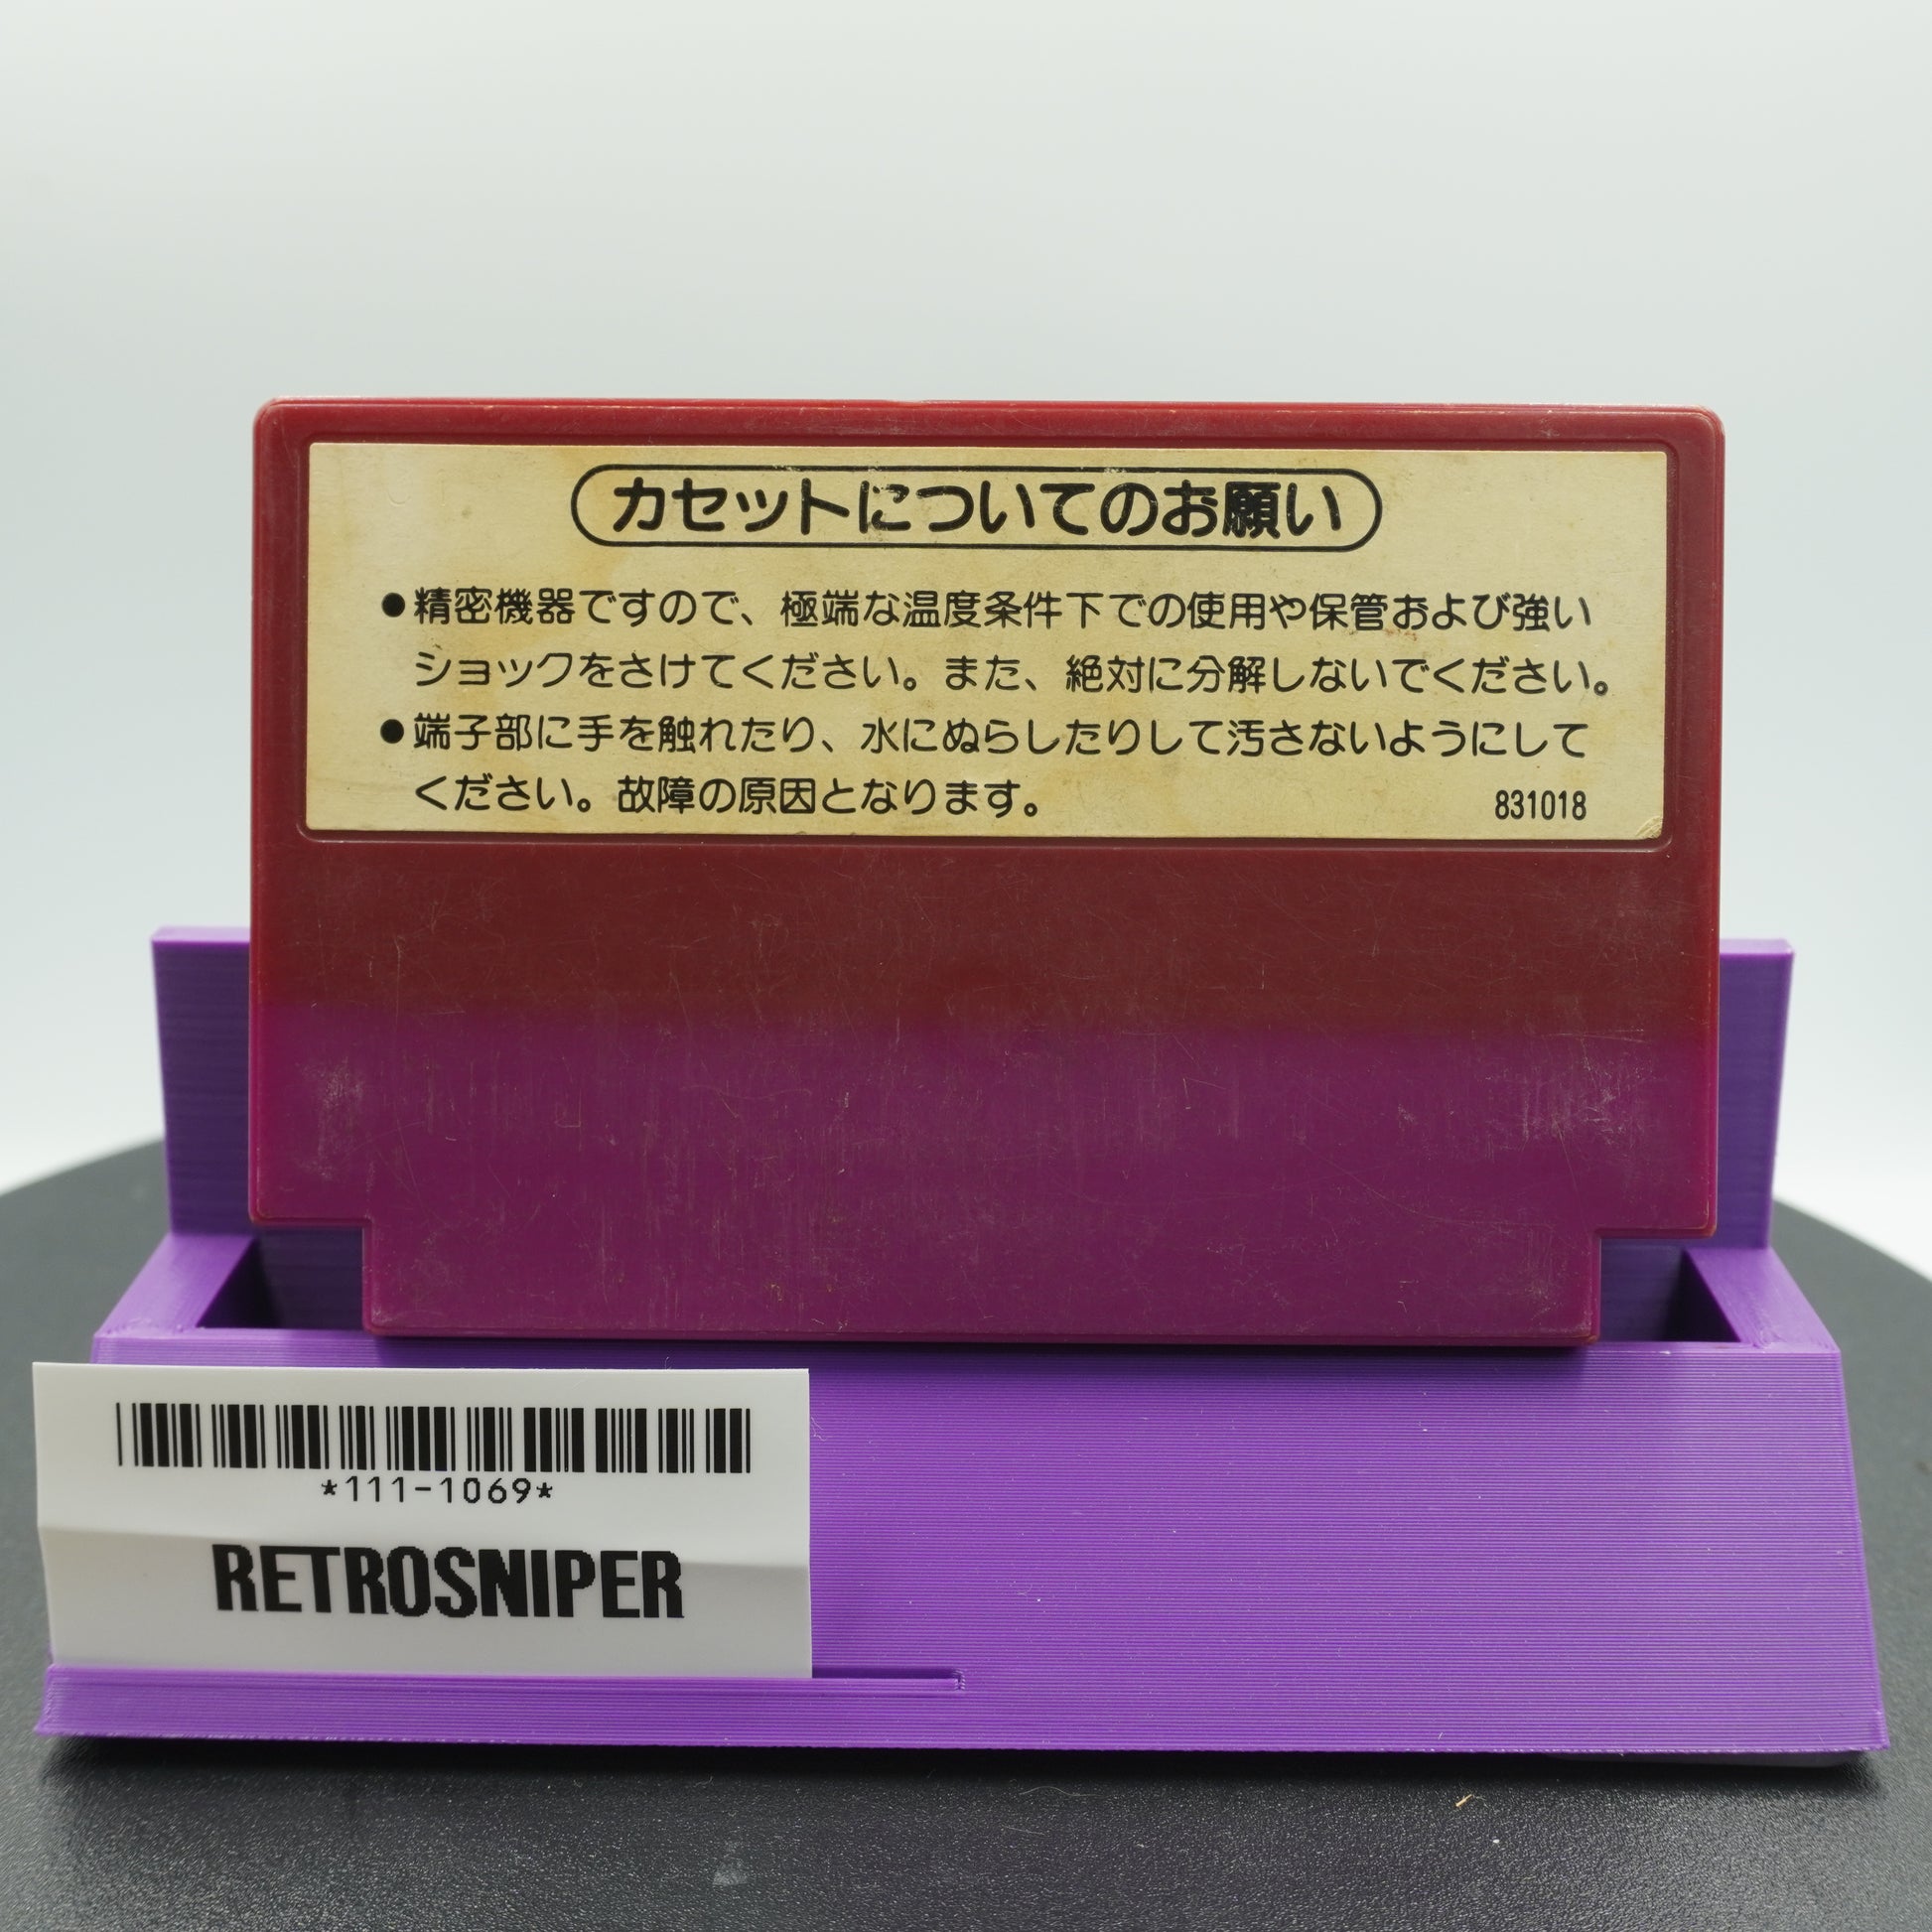 カセットについてのお願い
●精密機器ですので、極端な温度条件下での使用や保管および強い
ショックをさけてください。また、絶対に分解しないでください。
●端子部に手を触れたり、水にぬらしたりして汚さないようにして
ください。故障の原因となります。
831018
*111-1069*
RETROSNIPER